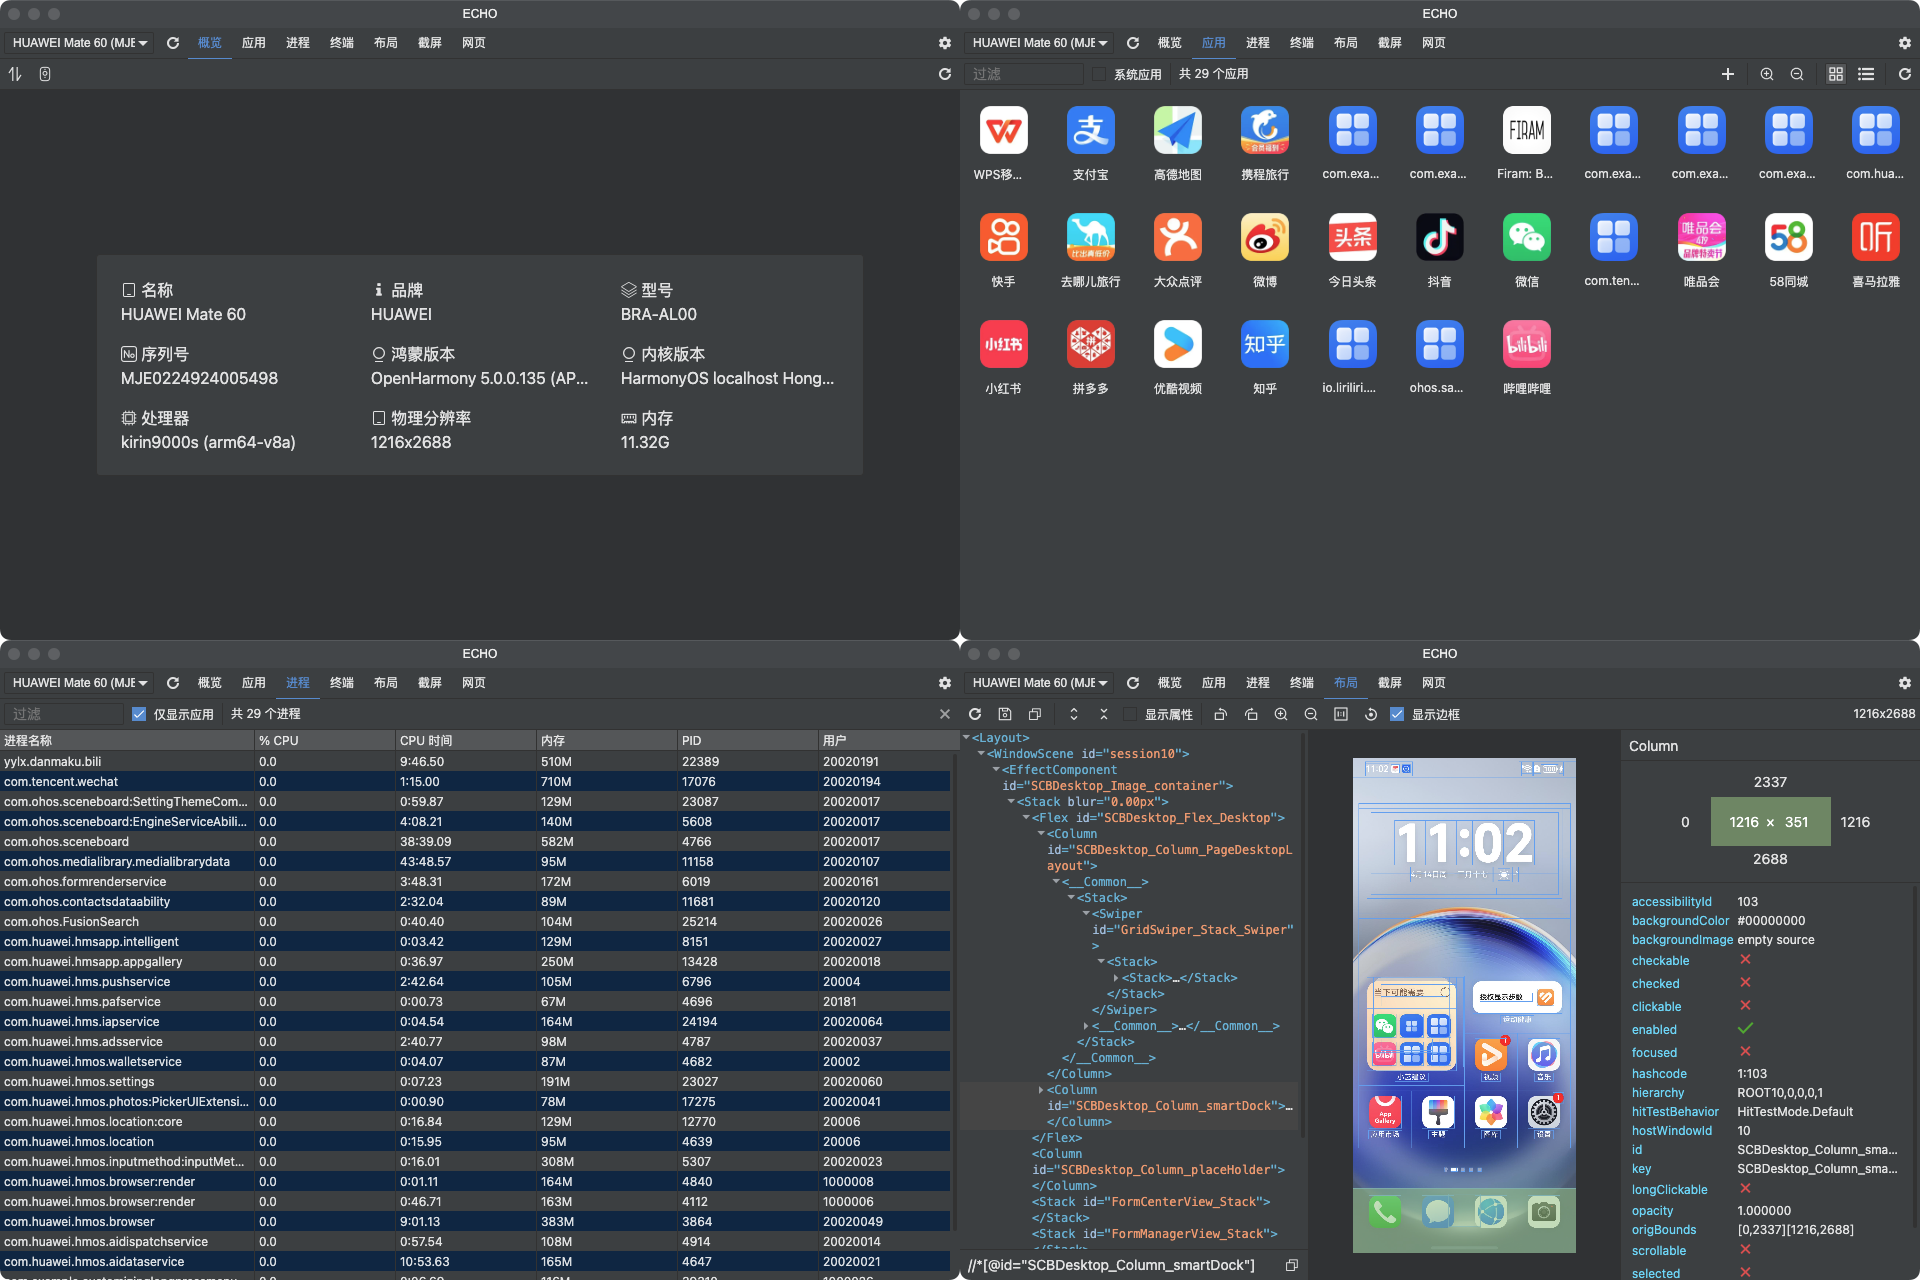 ECHO
HUAWEI Mate 60 (MJE 概览 应用 进程 终端 布局 截屏 网页
名称 品牌 型号
HUAWEI Mate 60 HUAWEI BRA-AL00
序列号 鸿蒙版本 内核版本
MJE0224924005498 OpenHarmony 5.0.0.135 (AP... HarmonyOS localhost Hong...
处理器 物理分辨率 内存
kirin9000s (arm64-v8a) 1216x2688 11.32G
ECHO
HUAWEI Mate 60 (MJE 概览 应用 进程 终端 布局 截屏 网页
过滤 系统应用 共 29 个应用
WPS移... 支付宝 高德地图 携程旅行 com.exa... com.exa... Firam: B... com.exa... com.exa... com.exa... com.hua...
快手 去哪儿旅行 大众点评 微博 今日头条 抖音 微信 com.ten... 唯品会 58同城 喜马拉雅
小红书 拼多多 优酷视频 知乎 io.liriliri.... ohos.sa... 哔哩哔哩
ECHO
HUAWEI Mate 60 (MJE 概览 应用 进程 终端 布局 截屏 网页
过滤 仅显示应用 共 29 个进程
进程名称 % CPU CPU 时间 内存 PID 用户
yylx.danmaku.bili 0.0 9:46.50 510M 22389 20020191
com.tencent.wechat 0.0 1:15.00 710M 17076 20020194
com.ohos.sceneboard:SettingThemeCom... 0.0 0:59.87 129M 23087 20020017
com.ohos.sceneboard:EngineServiceAbili... 0.0 4:08.21 140M 5608 20020017
com.ohos.sceneboard 0.0 38:39.09 582M 4766 20020017
com.ohos.medialibrary.medialibrarydata 0.0 43:48.57 95M 11158 20020107
com.ohos.formrenderservice 0.0 3:48.31 172M 6019 20020161
com.ohos.contactsdataability 0.0 2:32.04 89M 11681 20020120
com.ohos.FusionSearch 0.0 0:40.40 104M 25214 20020026
com.huawei.hmsapp.intelligent 0.0 0:03.42 129M 8151 20020027
com.huawei.hmsapp.appgallery 0.0 0:36.97 250M 13428 20020018
com.huawei.hms.pushservice 0.0 2:42.64 105M 6796 20004
com.huawei.hms.pafservice 0.0 0:00.73 67M 4696 20181
com.huawei.hms.iapservice 0.0 0:04.54 164M 24194 20020064
com.huawei.hms.adsservice 0.0 2:40.77 98M 4787 20020037
com.huawei.hmos.walletservice 0.0 0:04.07 87M 4682 20002
com.huawei.hmos.settings 0.0 0:07.23 191M 23027 20020060
com.huawei.hmos.photos:PickerUIExtensi... 0.0 0:00.90 78M 17275 20020041
com.huawei.hmos.location:core 0.0 0:16.84 129M 12770 20006
com.huawei.hmos.location 0.0 0:15.95 95M 4639 20006
com.huawei.hmos.inputmethod:inputMet... 0.0 0:16.01 308M 5307 20020023
com.huawei.hmos.browser:render 0.0 0:01.11 164M 4840 1000008
com.huawei.hmos.browser:render 0.0 0:46.71 163M 4112 1000006
com.huawei.hmos.browser 0.0 9:01.13 383M 3864 20020049
com.huawei.hmos.aidispatchservice 0.0 0:57.54 108M 4914 20020014
com.huawei.hmos.aidataservice 0.0 10:53.63 165M 4647 20020021
ECHO
HUAWEI Mate 60 (MJE 概览 应用 进程 终端 布局 截屏 网页
显示属性 显示边框 1216x2688
<Layout>
<WindowScene id="session10">
<EffectComponent
id="SCBDesktop_Image_container">
<Stack blur="0.00px">
<Flex id="SCBDesktop_Flex_Desktop">
<Column
id="SCBDesktop_Column_PageDesktopL
ayout">
<__Common__>
<Stack>
<Swiper
id="GridSwiper_Stack_Swiper"
>
<Stack>
<Stack>…</Stack>
</Stack>
</Swiper>
<__Common__>…</__Common__>
</Stack>
</__Common__>
</Column>
<Column
id="SCBDesktop_Column_smartDock">…
</Column>
</Flex>
<Column
id="SCBDesktop_Column_placeHolder">
</Column>
<Stack id="FormCenterView_Stack">
</Stack>
<Stack id="FormManagerView_Stack">
//*[@id="SCBDesktop_Column_smartDock"]
11:02
11:02
App
Gallery
Column
2337
0 1216 × 351 1216
2688
accessibilityId 103
backgroundColor #00000000
backgroundImage empty source
checkable
checked
clickable
enabled
focused
hashcode 1:103
hierarchy ROOT10,0,0,0,1
hitTestBehavior HitTestMode.Default
hostWindowId 10
id SCBDesktop_Column_sma...
key SCBDesktop_Column_sma...
longClickable
opacity 1.000000
origBounds [0,2337][1216,2688]
scrollable
selected